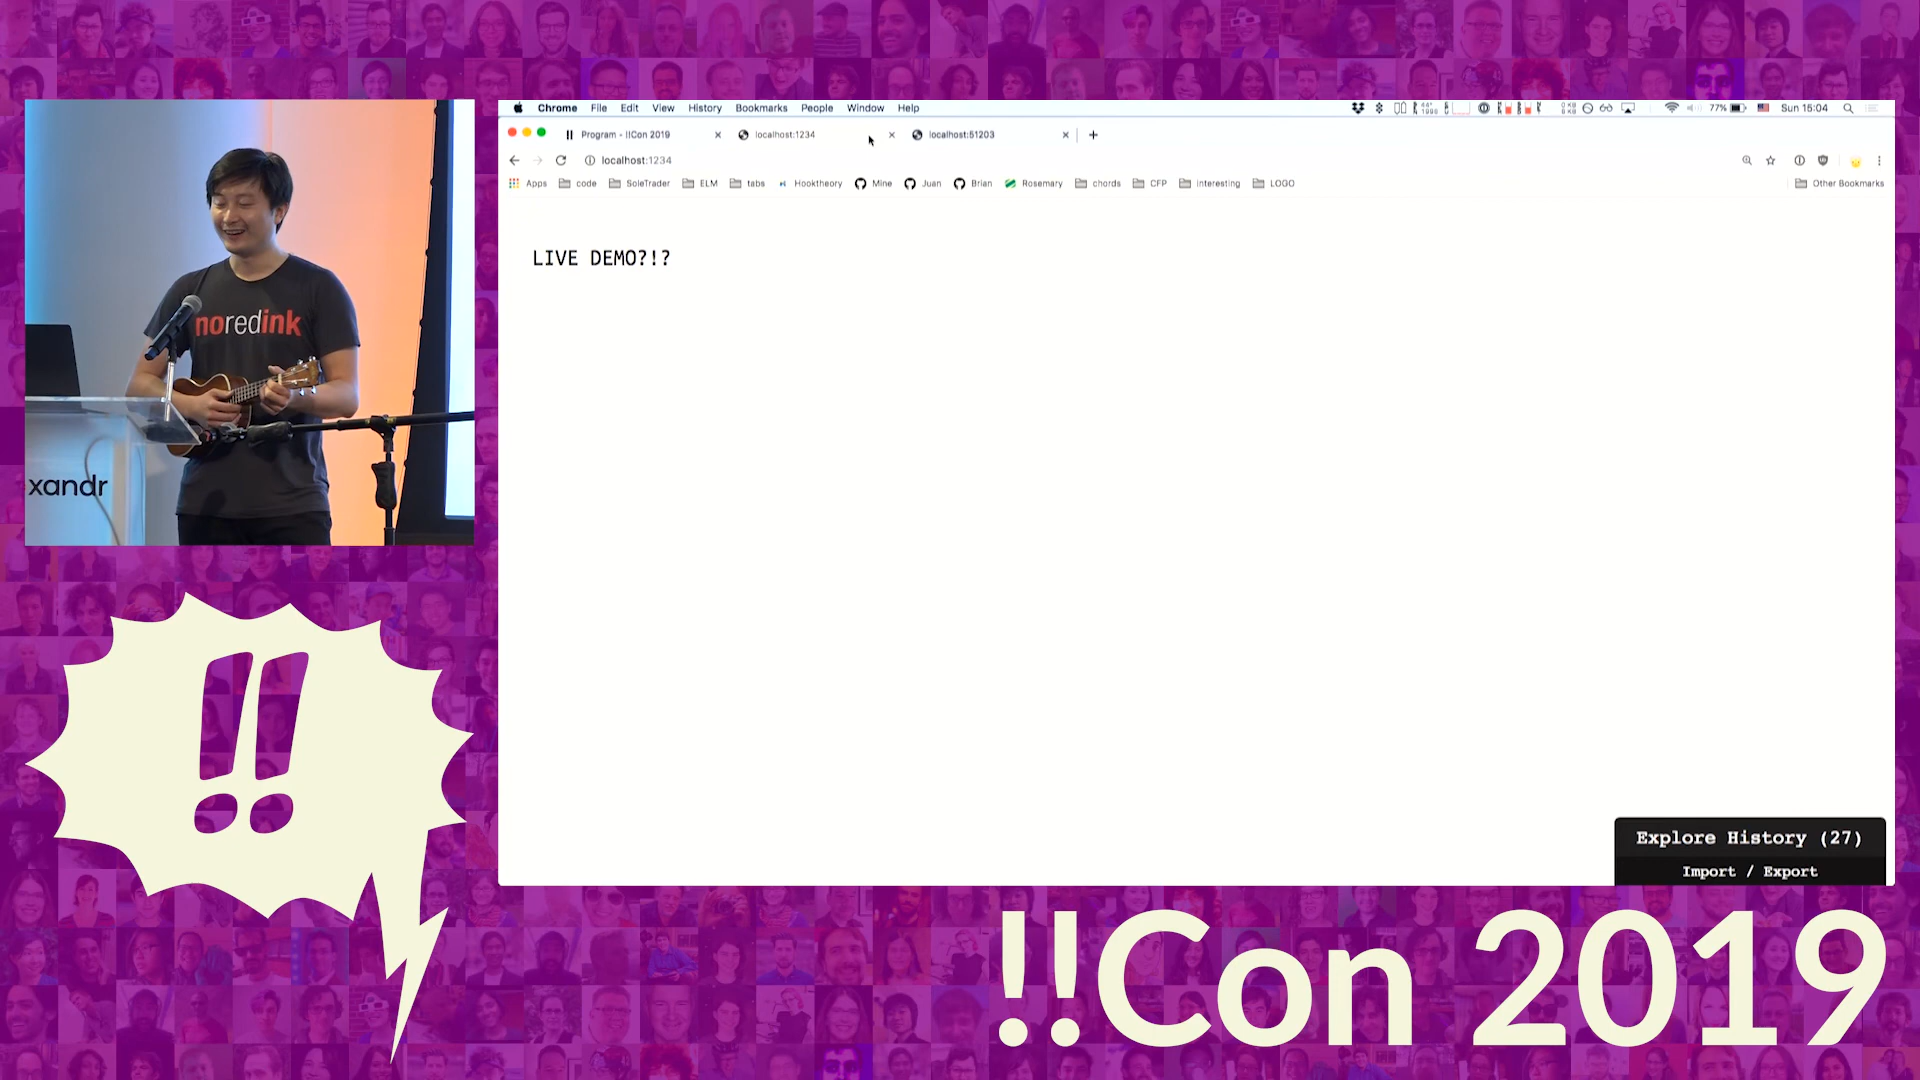 noredink
xandr
!!
Chrome File Edit View History Bookmarks People Window Help
77% Sun 15:04
Program - !!Con 2019
localhost:1234
localhost:51203
localhost:1234
Apps code SoleTrader ELM tabs Hooktheory Mine Juan Brian Rosemary chords CFP interesting LOGO Other Bookmarks
LIVE DEMO?!?
Explore History (27)
Import / Export
!!Con 2019